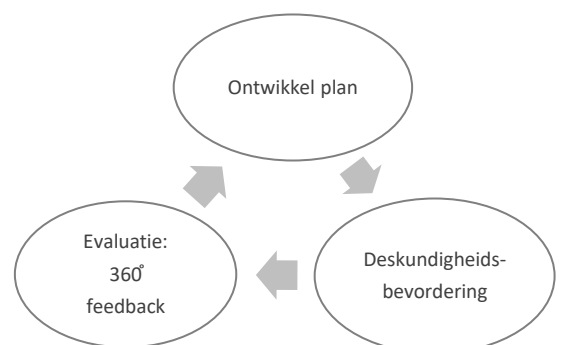 Ontwikkel plan
Deskundigheids-
bevordering
Evaluatie:
360°
feedback